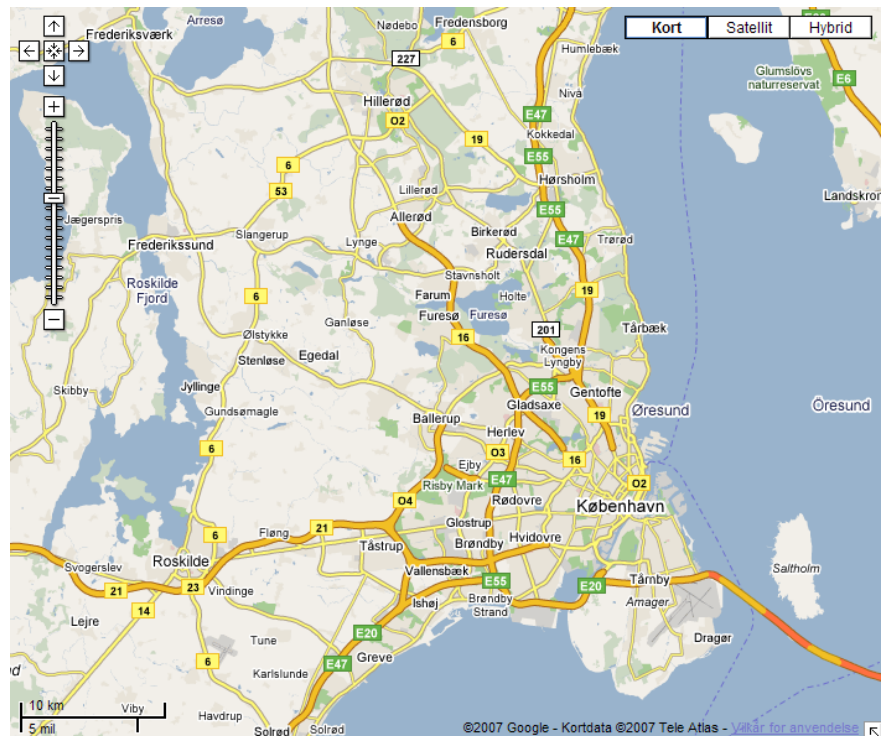 Arresø
Nødebo
Fredensborg
Kort
Satellit
Hybrid
Frederiksværk
6
Humlebæk
227
Glumslövs
naturreservat
E6
Nivå
Hillerød
O2
E47
Kokkedal
19
E55
6
Hørsholm
53
Lillerød
Landskron
Jægerspris
Allerød
E55
Slangerup
Birkerød
Frederikssund
Lynge
Rudersdal
E47
Trørød
Stavnsholt
Roskilde
Fjord
6
Farum
Holte
19
Furesø
Furesø
Ganløse
201
Tårbæk
Ølstykke
16
Stenløse
Egedal
Kongens
Lyngby
Skibby
Jyllinge
E55
Gentofte
Gundsømagle
Gladsaxe
Øresund
Öresund
Ballerup
19
Herlev
6
O3
16
Ejby
Risby Mark
E47
O2
O4
Rødovre
København
Glostrup
21
6
Fløng
Hvidovre
Tåstrup
Brøndby
Roskilde
Svogerslev
Vallensbæk
Saltholm
E55
Tårnby
21
23
Vindinge
E20
Brøndby
Strand
14
Ishøj
Amager
Lejre
E20
Dragør
Tune
6
E47
Greve
Karlslunde
10 km
Viby
Havdrup
5 mil
Solrød
Solrød
©2007 Google - Kortdata ©2007 Tele Atlas - Vilkår for anvendelse